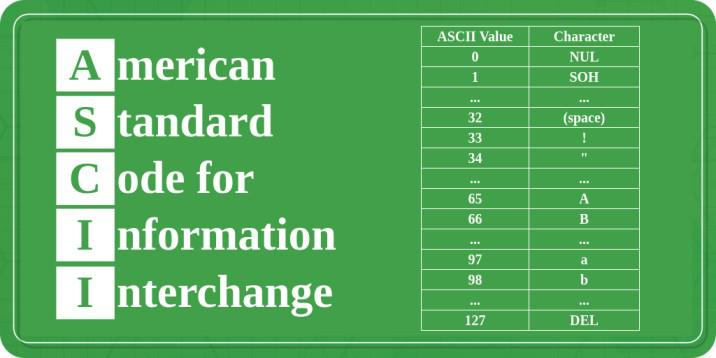 American
Standard
Code for
Information
Interchange
ASCII Value Character
0 NUL
1 SOH
... ...
32 (space)
33 !
34 "
... ...
65 A
66 B
... ...
97 a
98 b
... ...
127 DEL